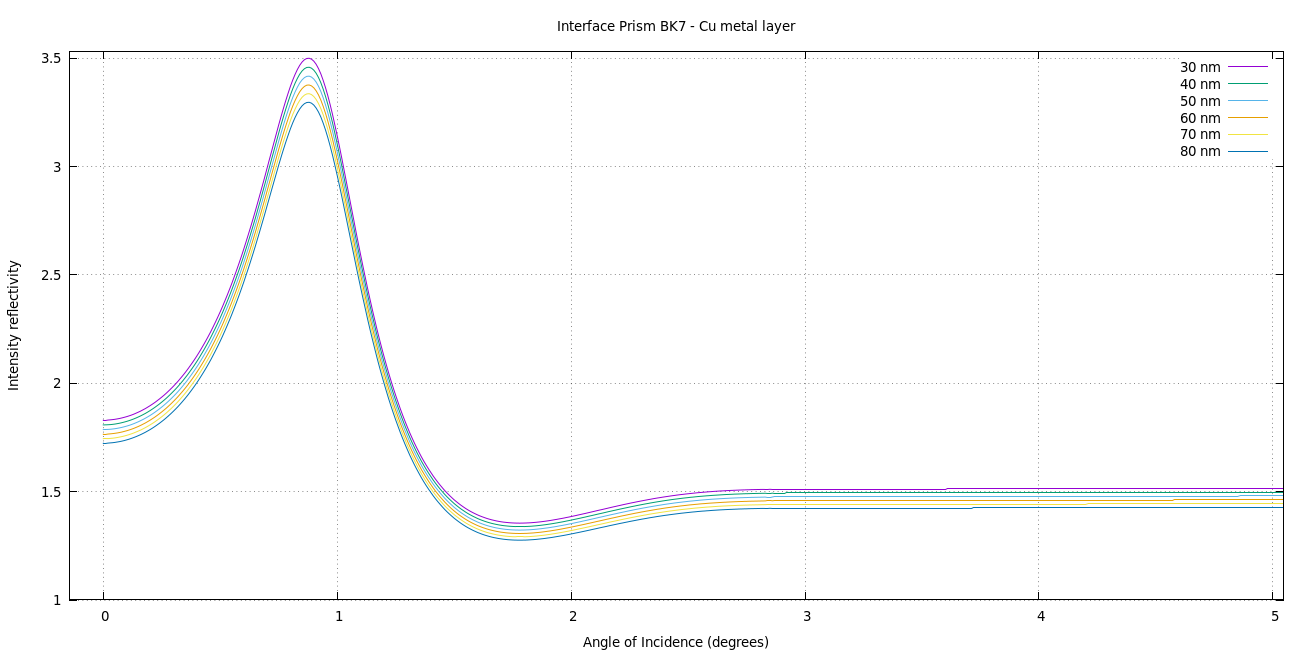 Interface Prism BK7 - Cu metal layer
3.5
3
2.5
2
1.5
1
Intensity reflectivity
30 nm
40 nm
50 nm
60 nm
70 nm
80 nm
0 1 2 3 4 5
Angle of Incidence (degrees)